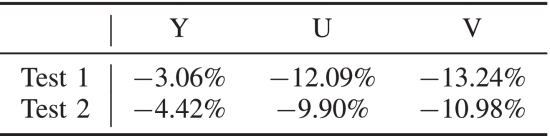 Y U V
Test 1 −3.06% −12.09% −13.24%
Test 2 −4.42% −9.90% −10.98%